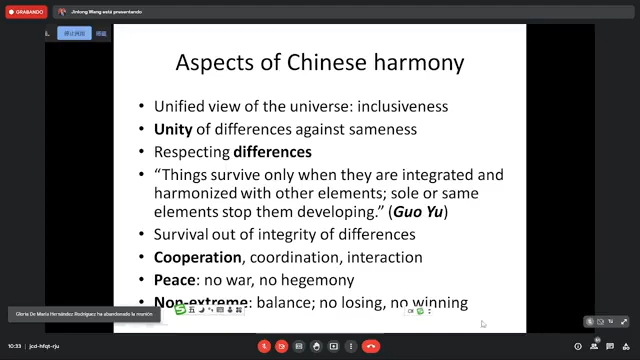 GRABANDO
Jinlong Wang está presentando
Aspects of Chinese harmony
• Unified view of the universe: inclusiveness
• Unity of differences against sameness
• Respecting differences
• “Things survive only when they are integrated and
harmonized with other elements; sole or same
elements stop them developing.” (Guo Yu)
• Survival out of integrity of differences
• Cooperation, coordination, interaction
• Peace: no war, no hegemony
• Non-extreme: balance; no losing, no winning
Gloria De María Hernández Rodríguez ha abandonado la reunión
10:33 | jcd-hfqt-rju